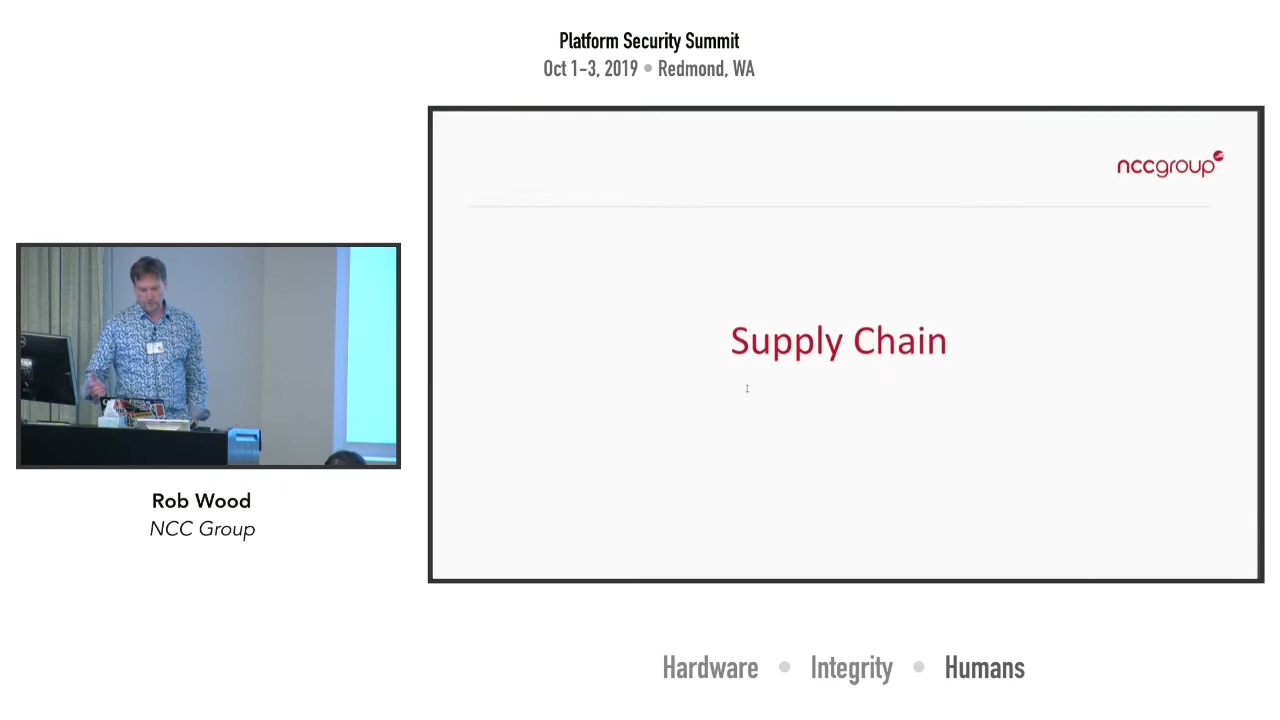 Platform Security Summit
Oct 1-3, 2019 • Redmond, WA
nccgroup
Supply Chain
Rob Wood
NCC Group
Hardware • Integrity • Humans